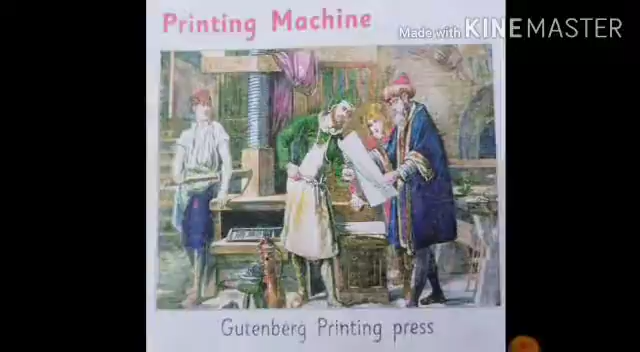 Printing Machine
Made with KINEMASTER
Gutenberg Printing press